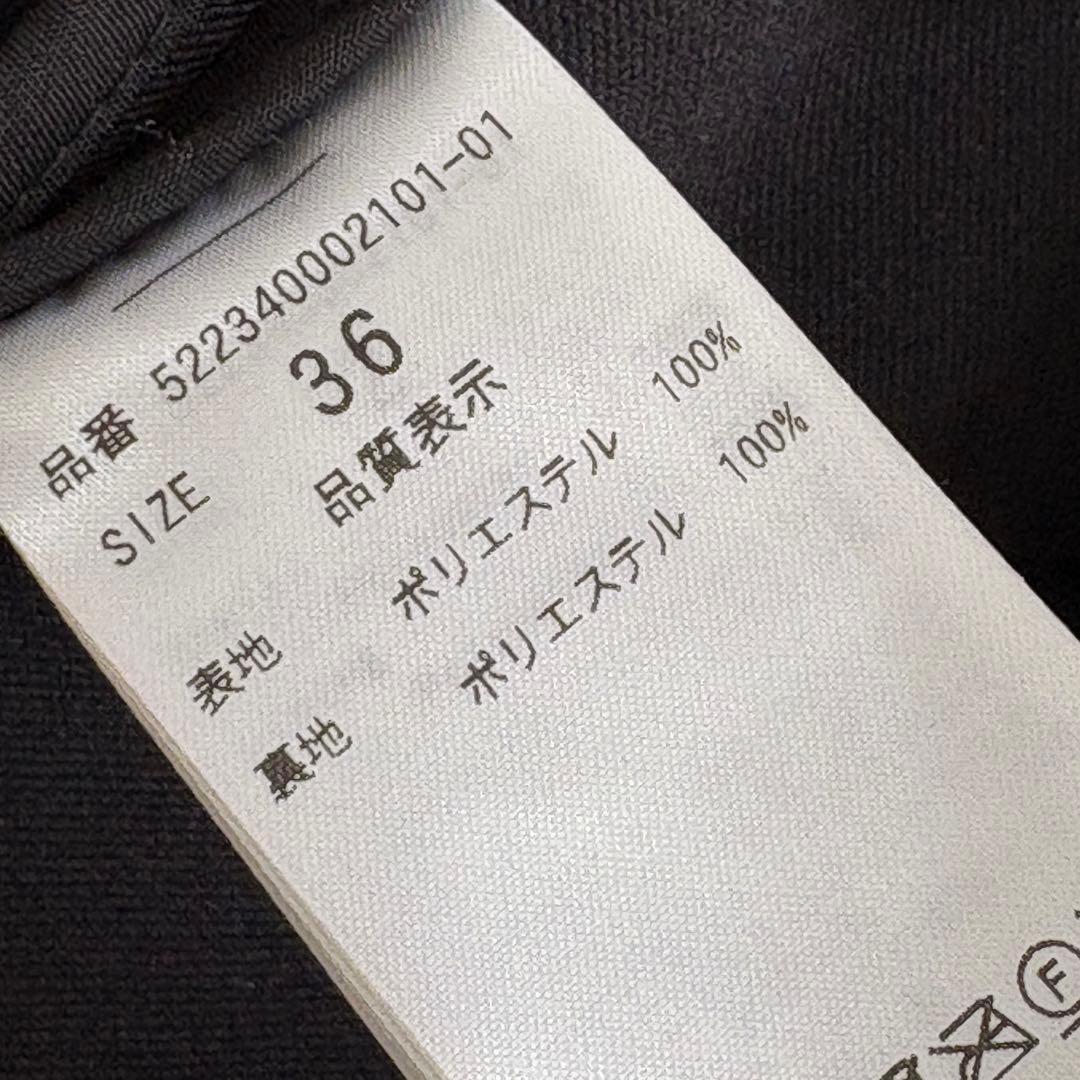 品番 522340002101-01
SIZE 36
品質表示
表地 ポリエステル 100%
裏地 ポリエステル 100%
F